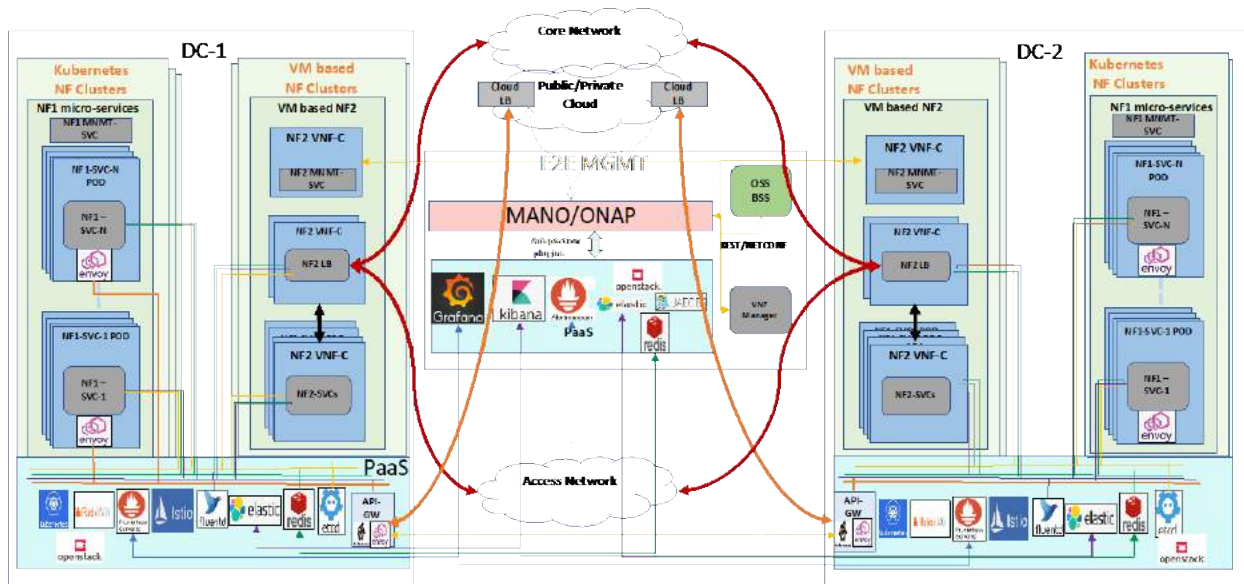 Core Network
DC-1
Kubernetes
NF Clusters
NF1 micro-services
NF1 MNMT-
SVC
NF1-SVC-N
POD
NF1 –
SVC-N
envoy
NF1-SVC-1 POD
NF1 –
SVC-1
envoy
VM based
NF Clusters
VM based NF2
NF2 VNF-C
NF2 MNMT-
SVC
NF2 VNF-C
NF2 LB
NF2 VNF-C
NF2-SVCs
PaaS
kubernetes
Istio
fluentd
elastic
redis
etcd
API-
GW
envoy
openstack
Cloud
LB
Public/Private
Cloud
Cloud
LB
E2E MGMT
MANO/ONAP
OSS
BSS
REST/NETCONF
Grafana
kibana
openstack.
elastic
JAEGER
PaaS
redis
VNF
Manager
Access Network
DC-2
VM based
NF Clusters
VM based NF2
NF2 VNF-C
NF2 MNMT-
SVC
NF2 VNF-C
NF2 LB
NF2 VNF-C
NF2-SVCs
Kubernetes
NF Clusters
NF1 micro-services
NF1 MNMT-
SVC
NF1-SVC-N
POD
NF1 –
SVC-N
envoy
NF1-SVC-1 POD
NF1 –
SVC-1
envoy
PaaS
API-
GW
envoy
Istio
fluentd
elastic
redis
etcd
openstack